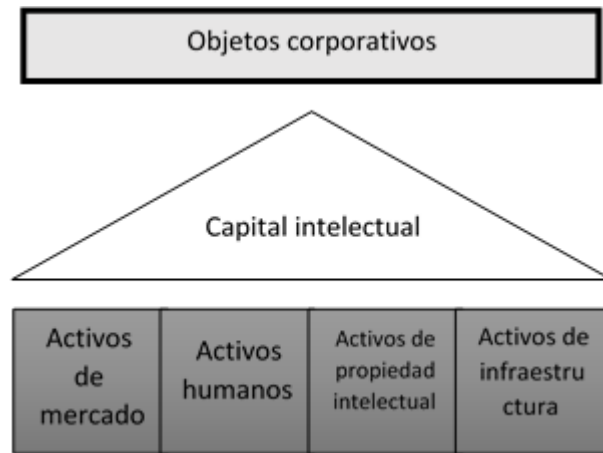 Objetos corporativos
Capital intelectual
Activos
de
mercado
Activos
humanos
Activos de
propiedad
intelectual
Activos de
infraestru
ctura